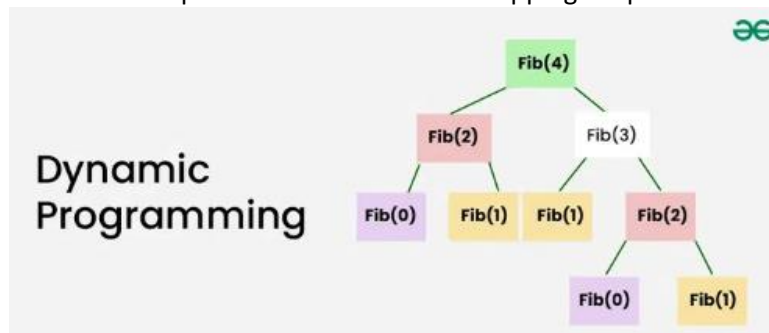 Fib(4)
Fib(2) Fib(3)
Dynamic
Programming
Fib(0) Fib(1) Fib(1) Fib(2)
Fib(0) Fib(1)